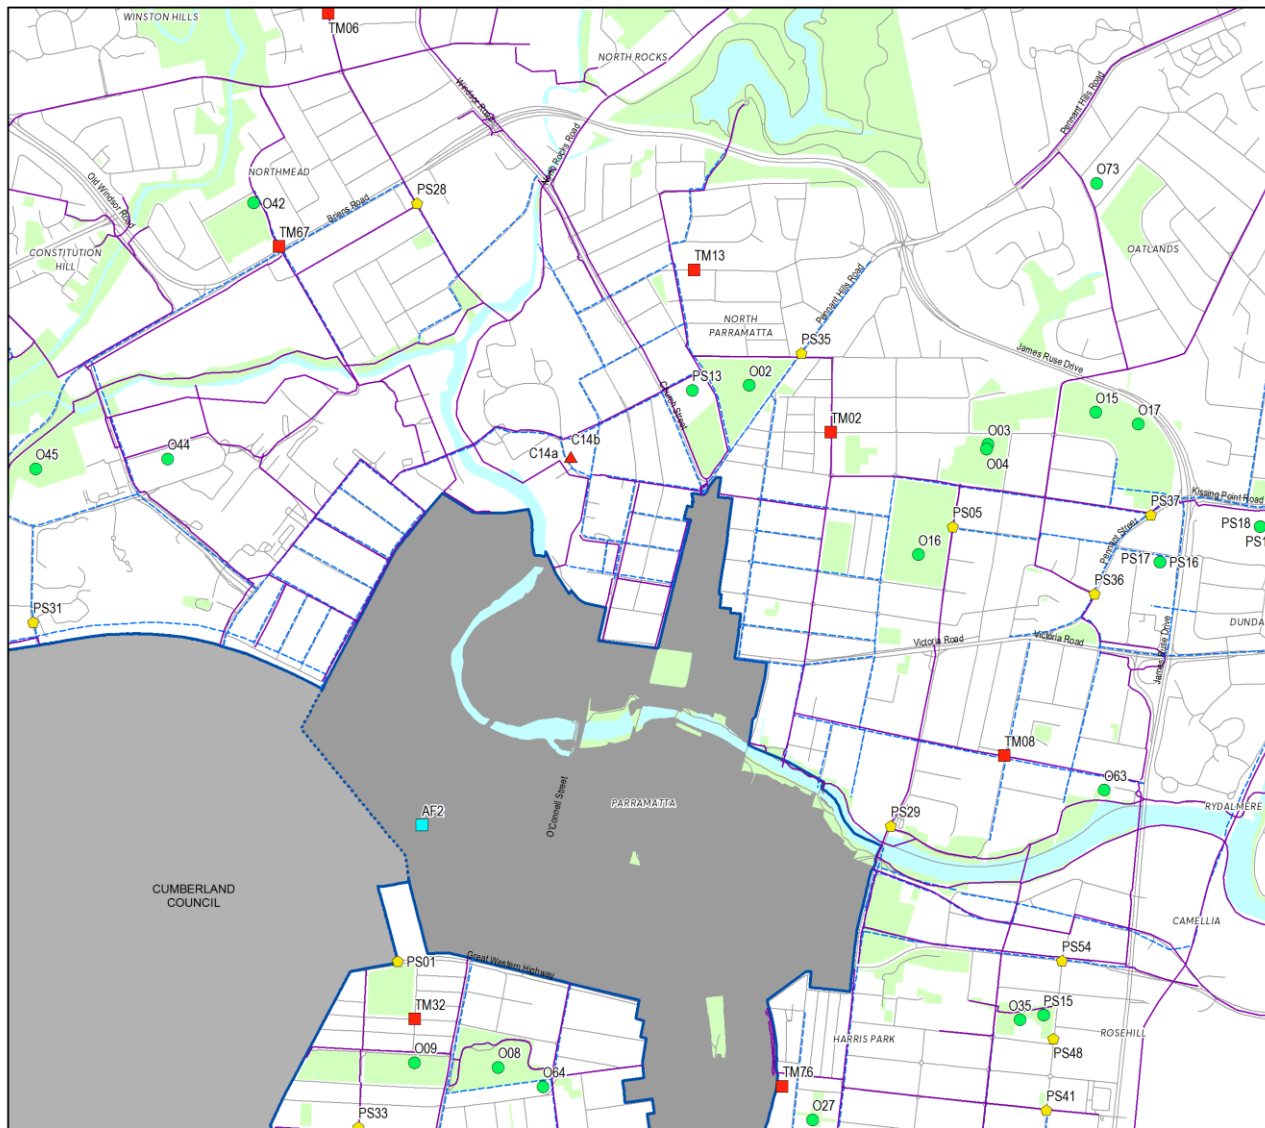 WINSTON HILLS
TM06
NORTH ROCKS
Windsor Road
Pennant Hills Road
North Rocks Road
NORTHMEAD
O73
Old Windsor Road
PS28
O42
Briens Road
TM67
CONSTITUTION
HILL
OATLANDS
TM13
Pennant Hills Road
NORTH
PARRAMATTA
PS35
James Ruse Drive
PS13
O02
Church Street
O15
O17
TM02
C14b
C14a
O03
O04
O44
O45
Kissing Point Road
PS37
PS05
PS18
PS1
Pennant Street
O16
PS17
PS16
PS36
PS31
DUNDA
Victoria Road
Victoria Road
James Ruse Drive
TM08
O63
O'Connell Street
PARRAMATTA
RYDALMERE
AF2
PS29
CUMBERLAND
COUNCIL
CAMELLIA
PS54
PS01
Great Western Highway
TM32
O35
PS15
HARRIS PARK
ROSEHILL
PS48
O09
O08
O64
TM76
PS41
O27
PS33